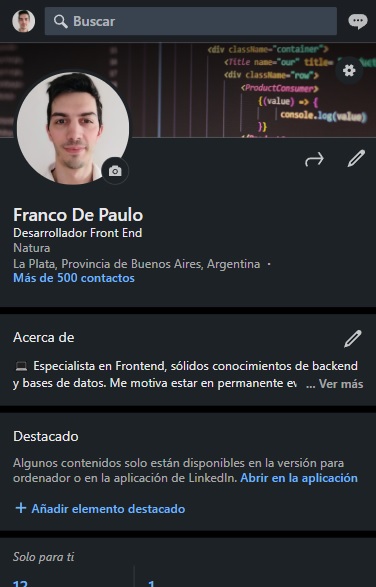 Buscar
<div className="container">
<Title name="our" title=
<div className="row">
<ProductConsumer>
{(value) => {
console.log(value)
}}
Franco De Paulo
Desarrollador Front End
Natura
La Plata, Provincia de Buenos Aires, Argentina •
Más de 500 contactos
Acerca de
💻 Especialista en Frontend, sólidos conocimientos de backend
y bases de datos. Me motiva estar en permanente ev ... Ver más
Destacado
Algunos contenidos solo están disponibles en la versión para
ordenador o en la aplicación de LinkedIn. Abrir en la aplicación
+ Añadir elemento destacado
Solo para ti
12 1